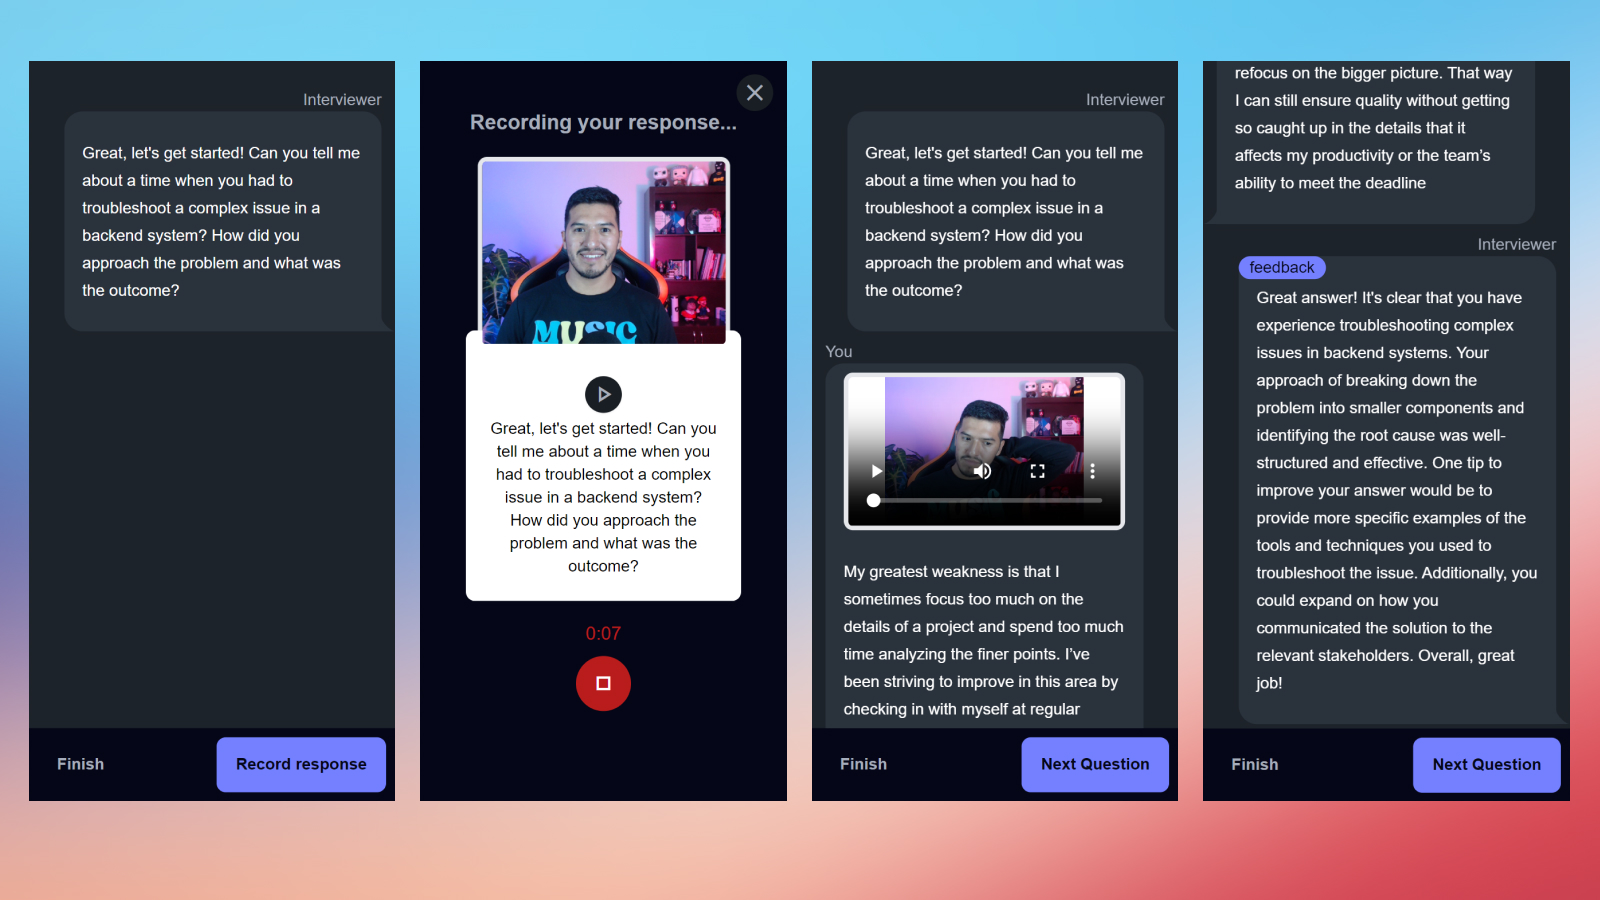 Interviewer
Great, let's get started! Can you tell me
about a time when you had to
troubleshoot a complex issue in a
backend system? How did you
approach the problem and what was
the outcome?
Finish
Record response
Recording your response...
MUSIC
Great, let's get started! Can you
tell me about a time when you
had to troubleshoot a complex
issue in a backend system?
How did you approach the
problem and what was the
outcome?
0:07
Interviewer
Great, let's get started! Can you tell me
about a time when you had to
troubleshoot a complex issue in a
backend system? How did you
approach the problem and what was
the outcome?
You
My greatest weakness is that I
sometimes focus too much on the
details of a project and spend too much
time analyzing the finer points. I’ve
been striving to improve in this area by
checking in with myself at regular
Finish
Next Question
refocus on the bigger picture. That way
I can still ensure quality without getting
so caught up in the details that it
affects my productivity or the team’s
ability to meet the deadline
Interviewer
feedback
Great answer! It's clear that you have
experience troubleshooting complex
issues in backend systems. Your
approach of breaking down the
problem into smaller components and
identifying the root cause was well-
structured and effective. One tip to
improve your answer would be to
provide more specific examples of the
tools and techniques you used to
troubleshoot the issue. Additionally, you
could expand on how you
communicated the solution to the
relevant stakeholders. Overall, great
job!
Finish
Next Question